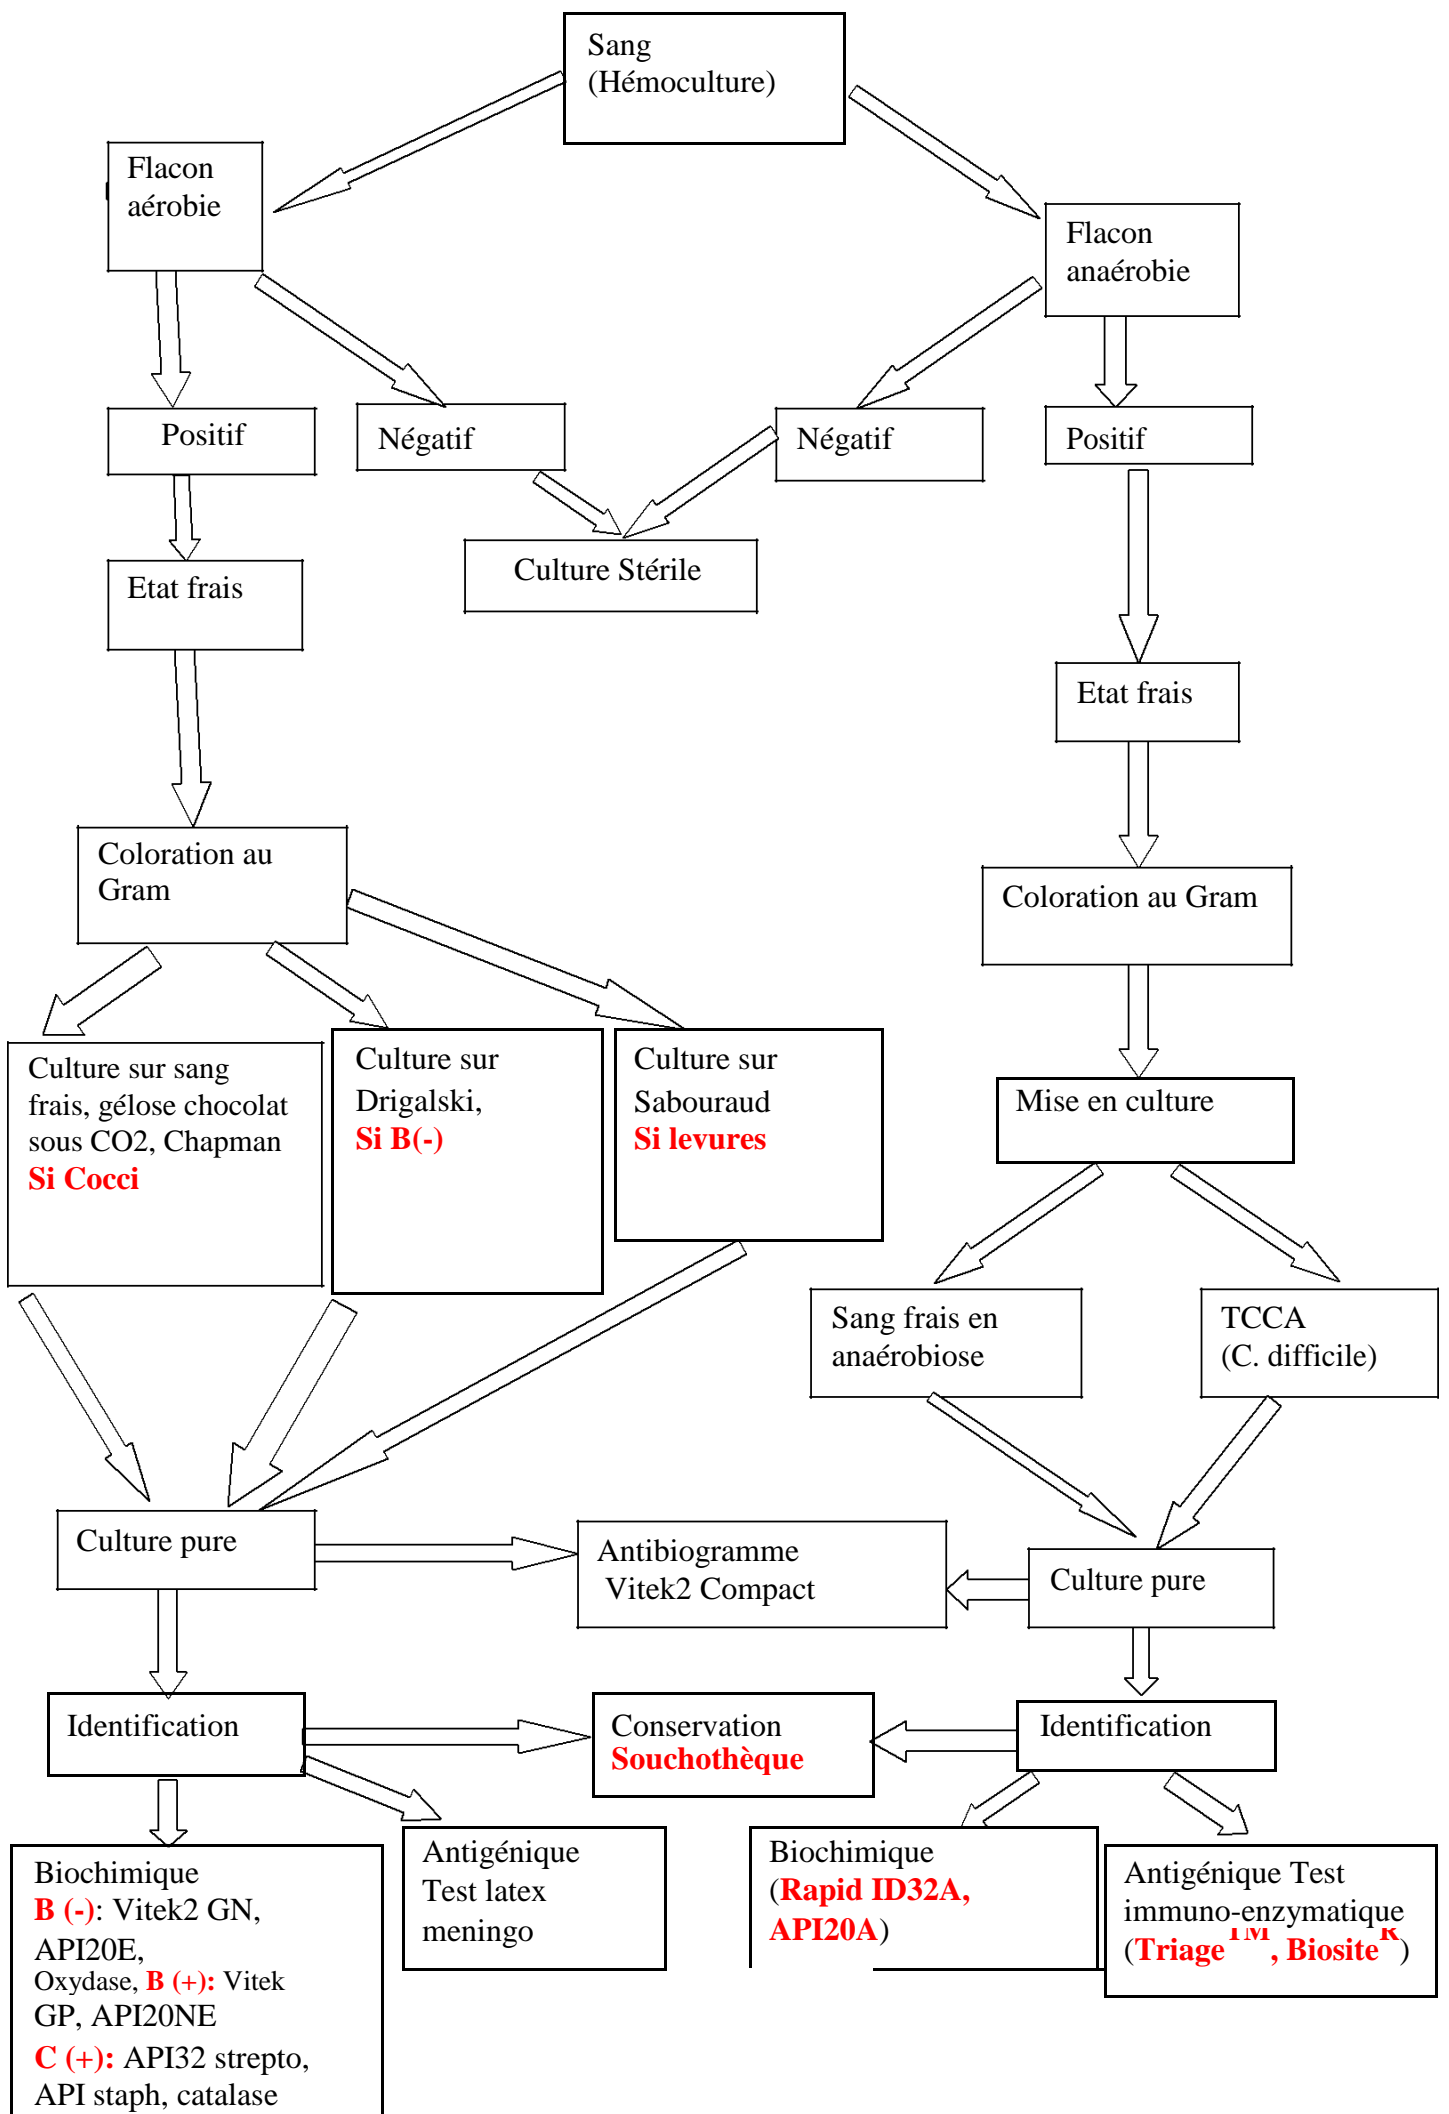 Sang
(Hémoculture)
Flacon
aérobie
Flacon
anaérobie
Positif
Négatif
Négatif
Positif
Etat frais
Culture Stérile
Etat frais
Coloration au
Gram
Coloration au Gram
Culture sur sang
frais, gélose chocolat
sous CO2, Chapman
Si Cocci
Culture sur
Drigalski,
Si B(-)
Culture sur
Sabouraud
Si levures
Mise en culture
Sang frais en
anaérobiose
TCCA
(C. difficile)
Culture pure
Antibiogramme
Vitek2 Compact
Culture pure
Identification
Conservation
Souchothèque
Identification
Biochimique
B (-): Vitek2 GN,
API20E,
Oxydase, B (+): Vitek
GP, API20NE
C (+): API32 strepto,
API staph, catalase
Antigénique
Test latex
meningo
Biochimique
(Rapid ID32A,
API20A)
Antigénique Test
immuno-enzymatique
(Triage TM, Biosite R)